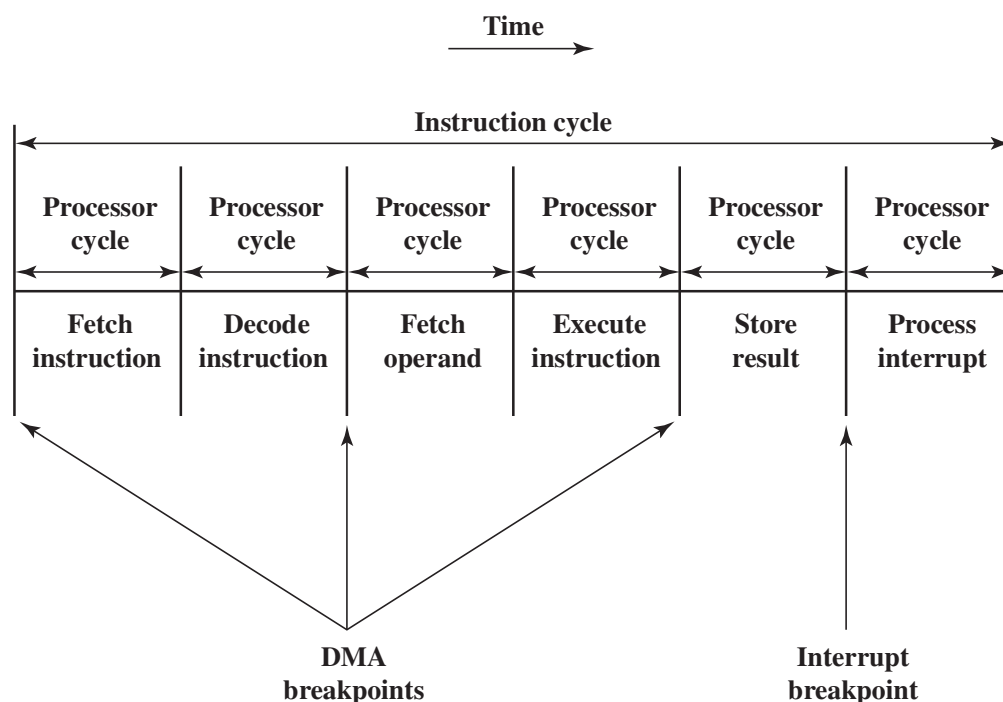 Time
Instruction cycle
Processor
cycle
Processor
cycle
Processor
cycle
Processor
cycle
Processor
cycle
Processor
cycle
Fetch
instruction
Decode
instruction
Fetch
operand
Execute
instruction
Store
result
Process
interrupt
DMA
breakpoints
Interrupt
breakpoint